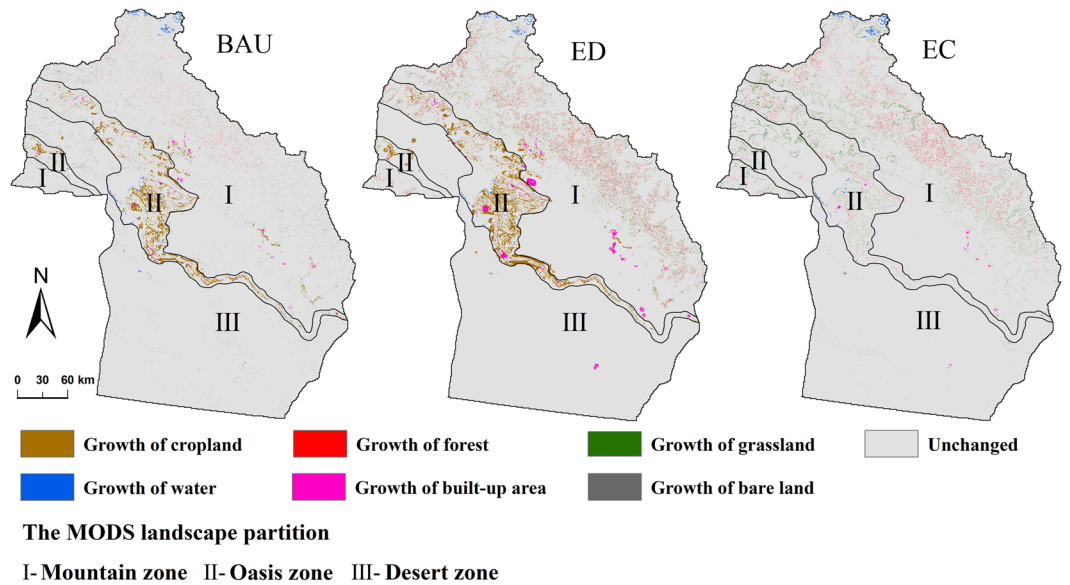 BAU
ED
EC
II
I
II
I
III
II
I
II
I
III
II
I
II
I
III
N
0 30 60 km
Growth of cropland
Growth of forest
Growth of grassland
Unchanged
Growth of water
Growth of built-up area
Growth of bare land
The MODS landscape partition
I- Mountain zone II- Oasis zone III- Desert zone